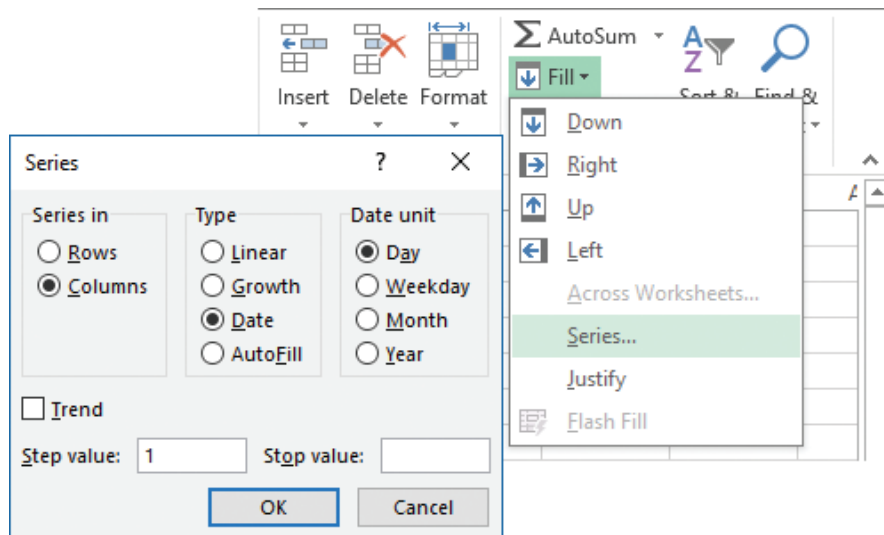 AutoSum
Fill
Insert Delete Format
Sort & Find &
Down
Right
Up
Left
Across Worksheets...
Series...
Justify
Flash Fill
Series ?
Series in
Rows
Columns
Type
Linear
Growth
Date
AutoFill
Date unit
Day
Weekday
Month
Year
Trend
Step value: 1 Stop value:
OK Cancel